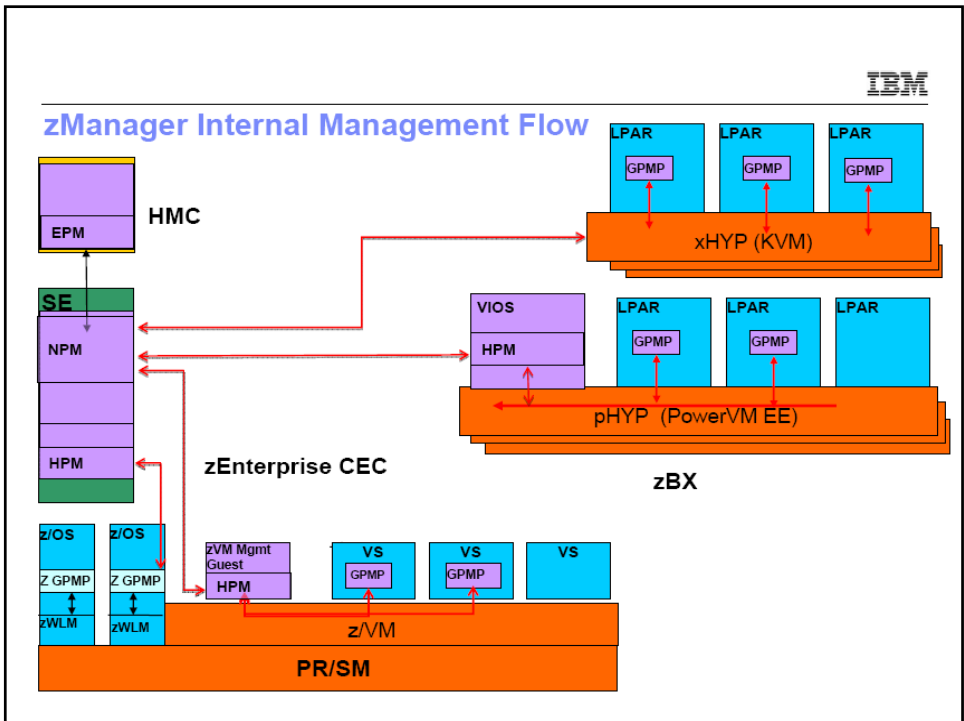 IBM
zManager Internal Management Flow
EPM
HMC
SE
NPM
HPM
zEnterprise CEC
LPAR
LPAR
LPAR
GPMP
GPMP
GPMP
xHYP (KVM)
VIOS
HPM
LPAR
LPAR
LPAR
GPMP
GPMP
pHYP (PowerVM EE)
zBX
z/OS
z/OS
Z GPMP
Z GPMP
zWLM
zWLM
zVM Mgmt
Guest
HPM
VS
VS
VS
GPMP
GPMP
z/VM
PR/SM